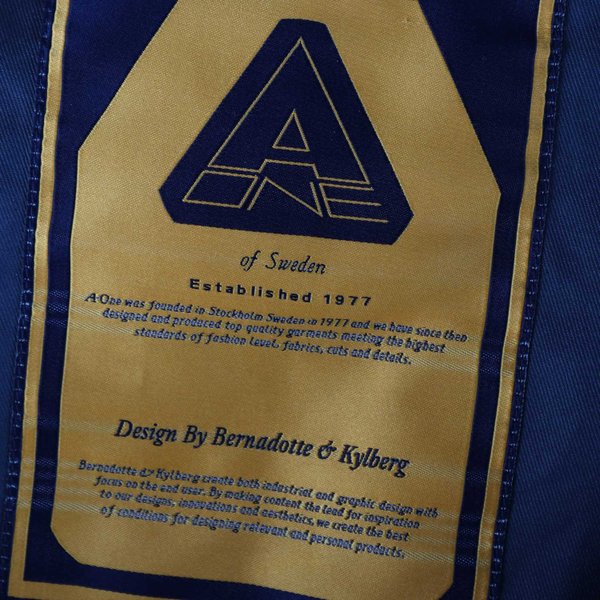 A
ONE
of Sweden
Established 1977
A-One was founded in Stockholm Sweden in 1977 and we have since then
designed and produced top quality garments meeting the highest
standards of fashion level, fabrics, cuts and details.
Design By Bernadotte & Kylberg
Bernadotte & Kylberg create both industrial and graphic design with
focus on the end user. By making content the lead for inspiration
to our designs, innovations and aesthetics, we create the best
of conditions for designing relevant and personal products.